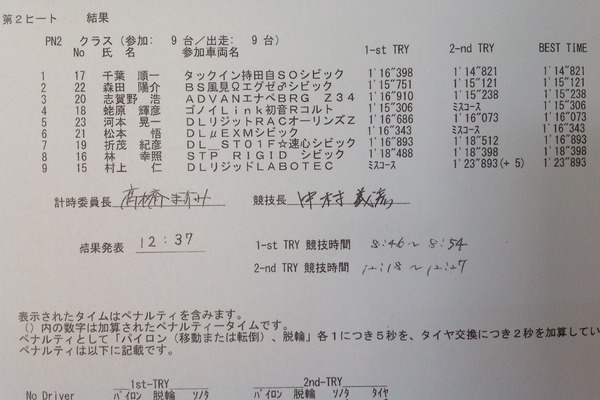 第２ヒート 結果
PN2 クラス (参加: 9 台/出走: 9 台)
No 氏 名 参加車両名 1-st TRY 2-nd TRY BEST TIME
1 17 千葉 順一 タックイン持田自ＳＯシビック 1'16"398 1'14"821 1'14"821
2 22 森田 陽介 ＢＳ風見Ωエグゼ♂シビック 1'15"751 1'15"121 1'15"121
3 20 志賀野 浩 ＡＤＶＡＮエナペＢＲＧ Ｚ３４ 1'16"910 1'15"238 1'15"238
4 18 蛯原 輝彦 ゴノイＬｉｎｋ初音Ｒコルト 1'15"306 ミスコース 1'15"306
5 23 河本 晃一 ＤＬリジットＲＡＣオーリンズＺ 1'16"686 1'16"073 1'16"073
6 21 松本 悟 ＤＬμＥＸＭシビック 1'16"343 ミスコース 1'16"343
7 19 折茂 紀彦 ＤＬ＿ＳＴ０１Ｆ☆速心シビック 1'16"893 1'18"512 1'16"893
8 16 林 幸照 ＳＴＰ ＲＩＧＩＤ シビック 1'18"488 1'18"398 1'18"398
9 15 村上 仁 ＤＬリジッドＬＡＢＯＴＥＣ ミスコース 1'23"893(+ 5) 1'23"893
計時委員長 高橋 競技長 中村
結果発表 12:37 1-st TRY 競技時間 8:46～8:54
2-nd TRY 競技時間 12:18～12:27
表示されたタイムはペナルティを含みます。
（）内の数字は加算されたペナルティータイムです。
ペナルティとして「パイロン（移動または転倒）、脱輪」各１につき５秒を、タイヤ交換につき２秒を加算してい
ペナルティは以下に記載です。
1st-TRY 2nd-TRY
No Driver パイロン 脱輪 ソノタ パイロン 脱輪 ソノタ タイヤ